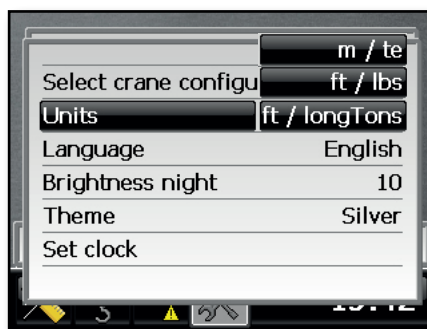 m / te
Select crane configu ft / lbs
Units ft / longTons
Language English
Brightness night 10
Theme Silver
Set clock